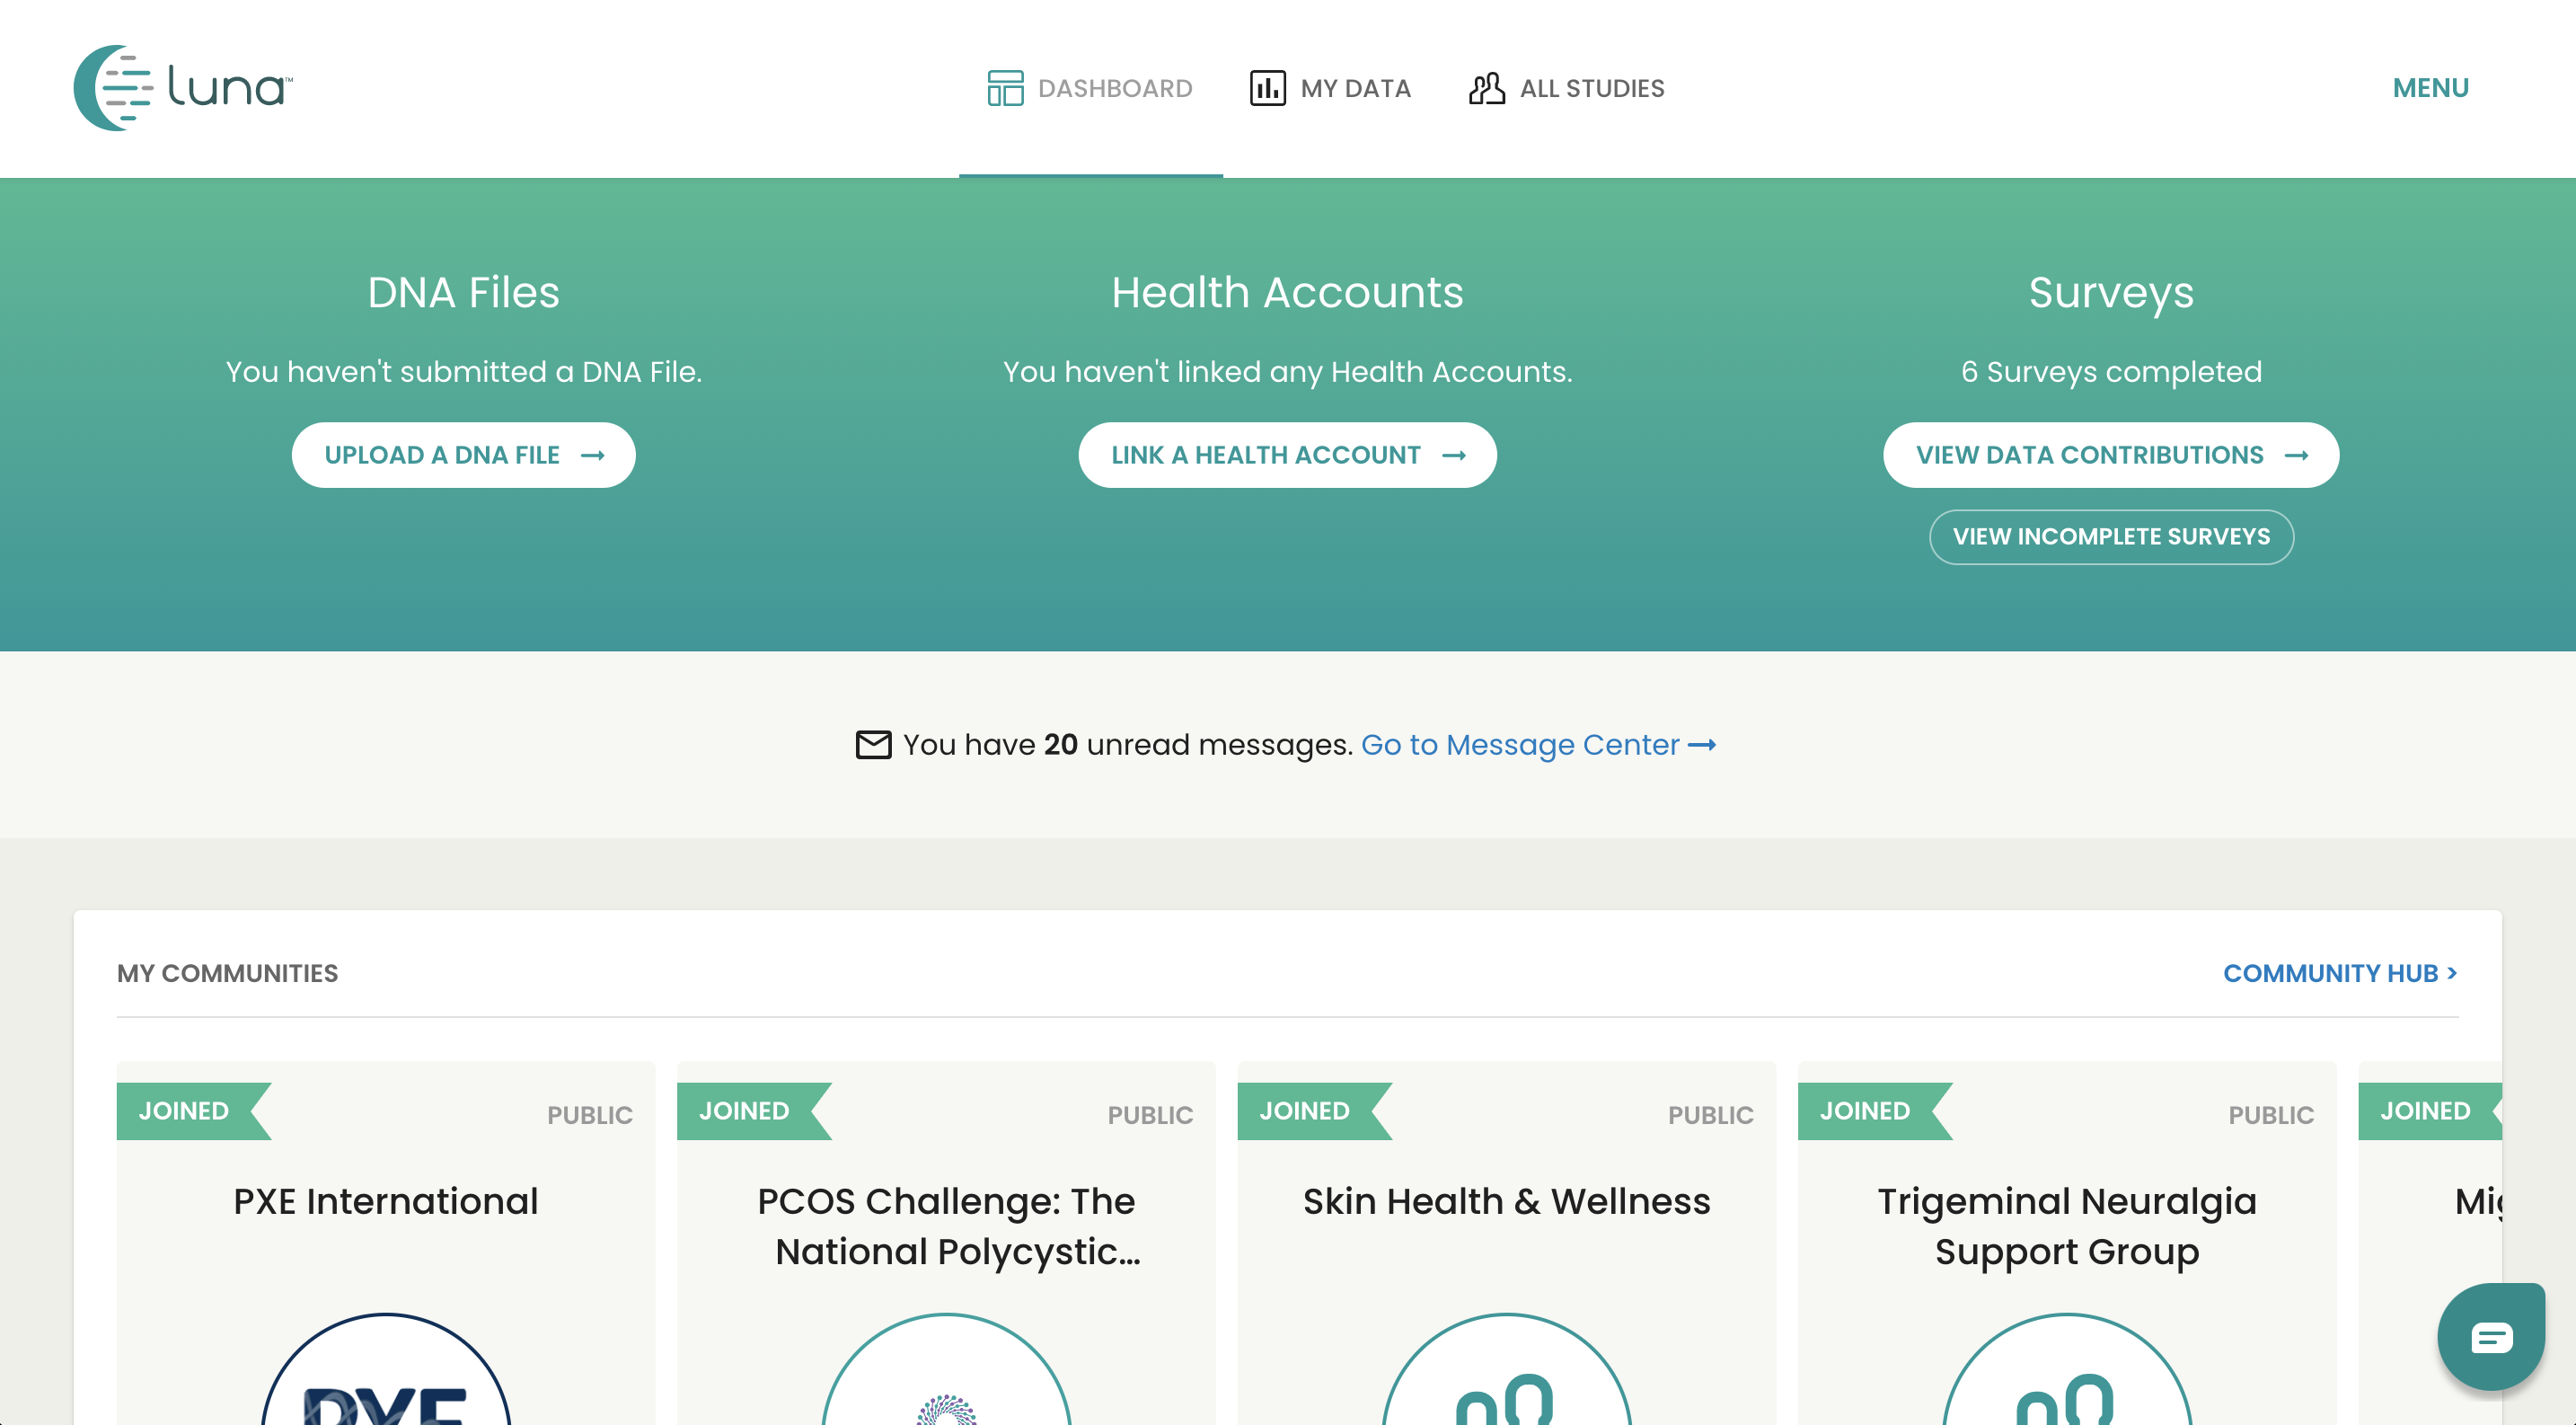 luna™
DASHBOARD
MY DATA
ALL STUDIES
MENU
DNA Files
You haven't submitted a DNA File.
UPLOAD A DNA FILE →
Health Accounts
You haven't linked any Health Accounts.
LINK A HEALTH ACCOUNT →
Surveys
6 Surveys completed
VIEW DATA CONTRIBUTIONS →
VIEW INCOMPLETE SURVEYS
You have 20 unread messages. Go to Message Center →
MY COMMUNITIES
COMMUNITY HUB >
JOINED
PUBLIC
PXE International
PXE
JOINED
PUBLIC
PCOS Challenge: The
National Polycystic...
JOINED
PUBLIC
Skin Health & Wellness
JOINED
PUBLIC
Trigeminal Neuralgia
Support Group
JOINED